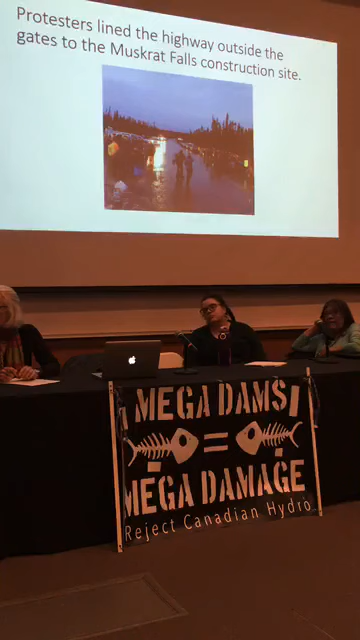 Protesters lined the highway outside the
gates to the Muskrat Falls construction site.
MEGA DAMS
=
MEGA DAMAGE
Reject Canadian Hydro